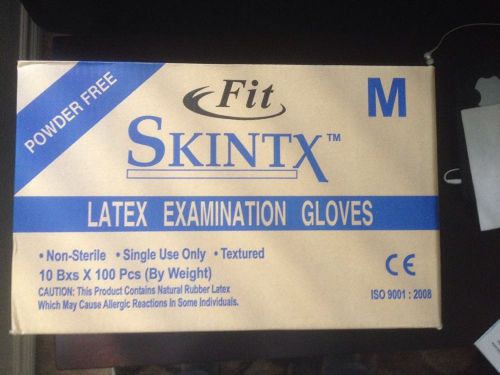 POWDER FREE
Fit
M
SKINTX™
LATEX EXAMINATION GLOVES
• Non-Sterile • Single Use Only • Textured
10 Bxs X 100 Pcs (By Weight)
CAUTION: This Product Contains Natural Rubber Latex
Which May Cause Allergic Reactions In Some Individuals.
CE
ISO 9001 : 2008